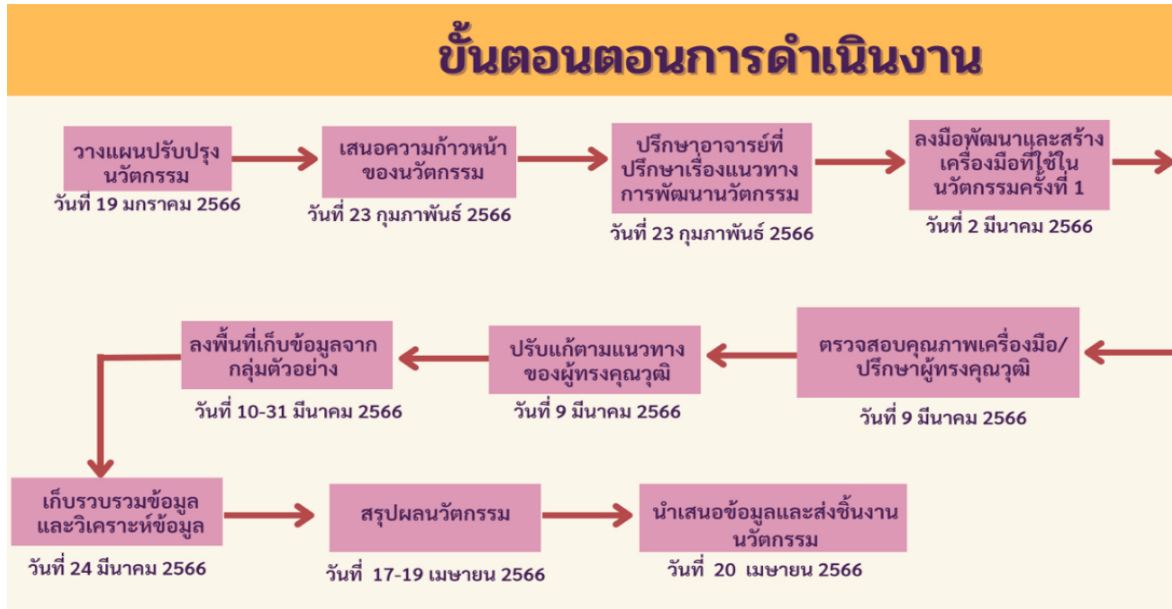 ขั้นตอนตอนการดำเนินงาน
วางแผนปรับปรุง
นวัตกรรม
วันที่ 19 มกราคม 2566
เสนอความก้าวหน้า
ของนวัตกรรม
วันที่ 23 กุมภาพันธ์ 2566
ปรึกษาอาจารย์ที่
ปรึกษาเรื่องแนวทาง
การพัฒนานวัตกรรม
วันที่ 23 กุมภาพันธ์ 2566
ลงมือพัฒนาและสร้าง
เครื่องมือที่ใช้ใน
นวัตกรรมครั้งที่ 1
วันที่ 2 มีนาคม 2566
ตรวจสอบคุณภาพเครื่องมือ/
ปรึกษาผู้ทรงคุณวุฒิ
วันที่ 9 มีนาคม 2566
ปรับแก้ตามแนวทาง
ของผู้ทรงคุณวุฒิ
วันที่ 9 มีนาคม 2566
ลงพื้นที่เก็บข้อมูลจาก
กลุ่มตัวอย่าง
วันที่ 10-31 มีนาคม 2566
เก็บรวบรวมข้อมูล
และวิเคราะห์ข้อมูล
วันที่ 24 มีนาคม 2566
สรุปผลนวัตกรรม
วันที่ 17-19 เมษายน 2566
นำเสนอข้อมูลและส่งชิ้นงาน
นวัตกรรม
วันที่ 20 เมษายน 2566